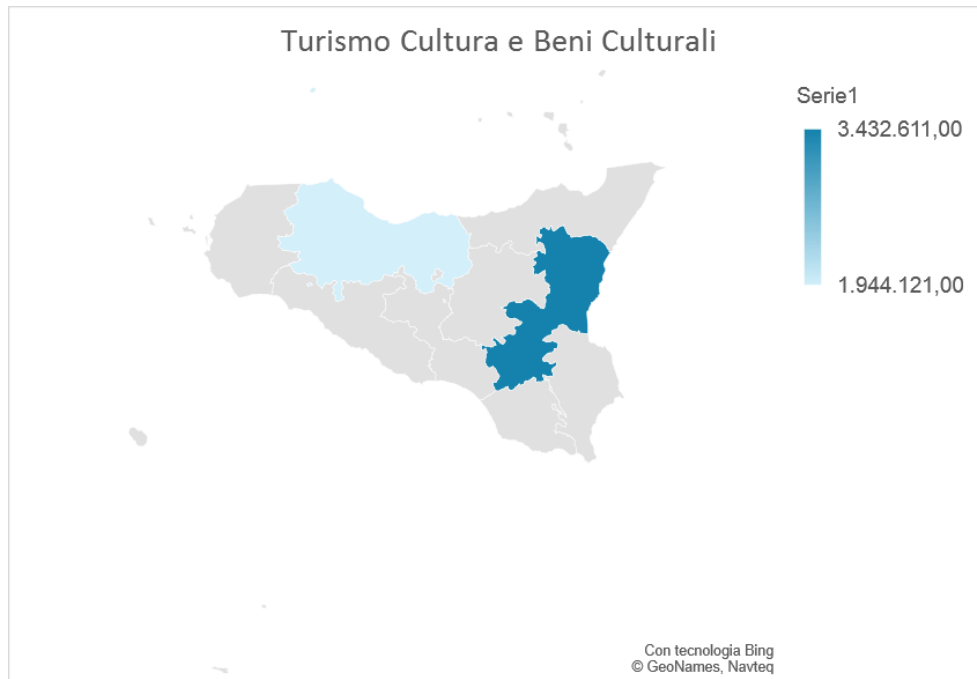 Turismo Cultura e Beni Culturali
Serie1
3.432.611,00
1.944.121,00
Con tecnologia Bing
© GeoNames, Navteq